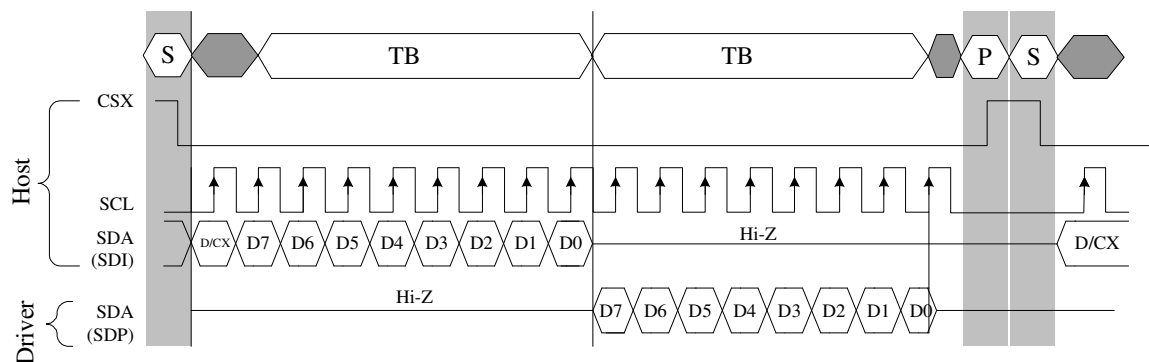 S TB TB P S
CSX
Host
SCL
SDA D/CX D7 D6 D5 D4 D3 D2 D1 D0 Hi-Z D/CX
(SDI)
Hi-Z
Driver
SDA D7 D6 D5 D4 D3 D2 D1 D0
(SDP)